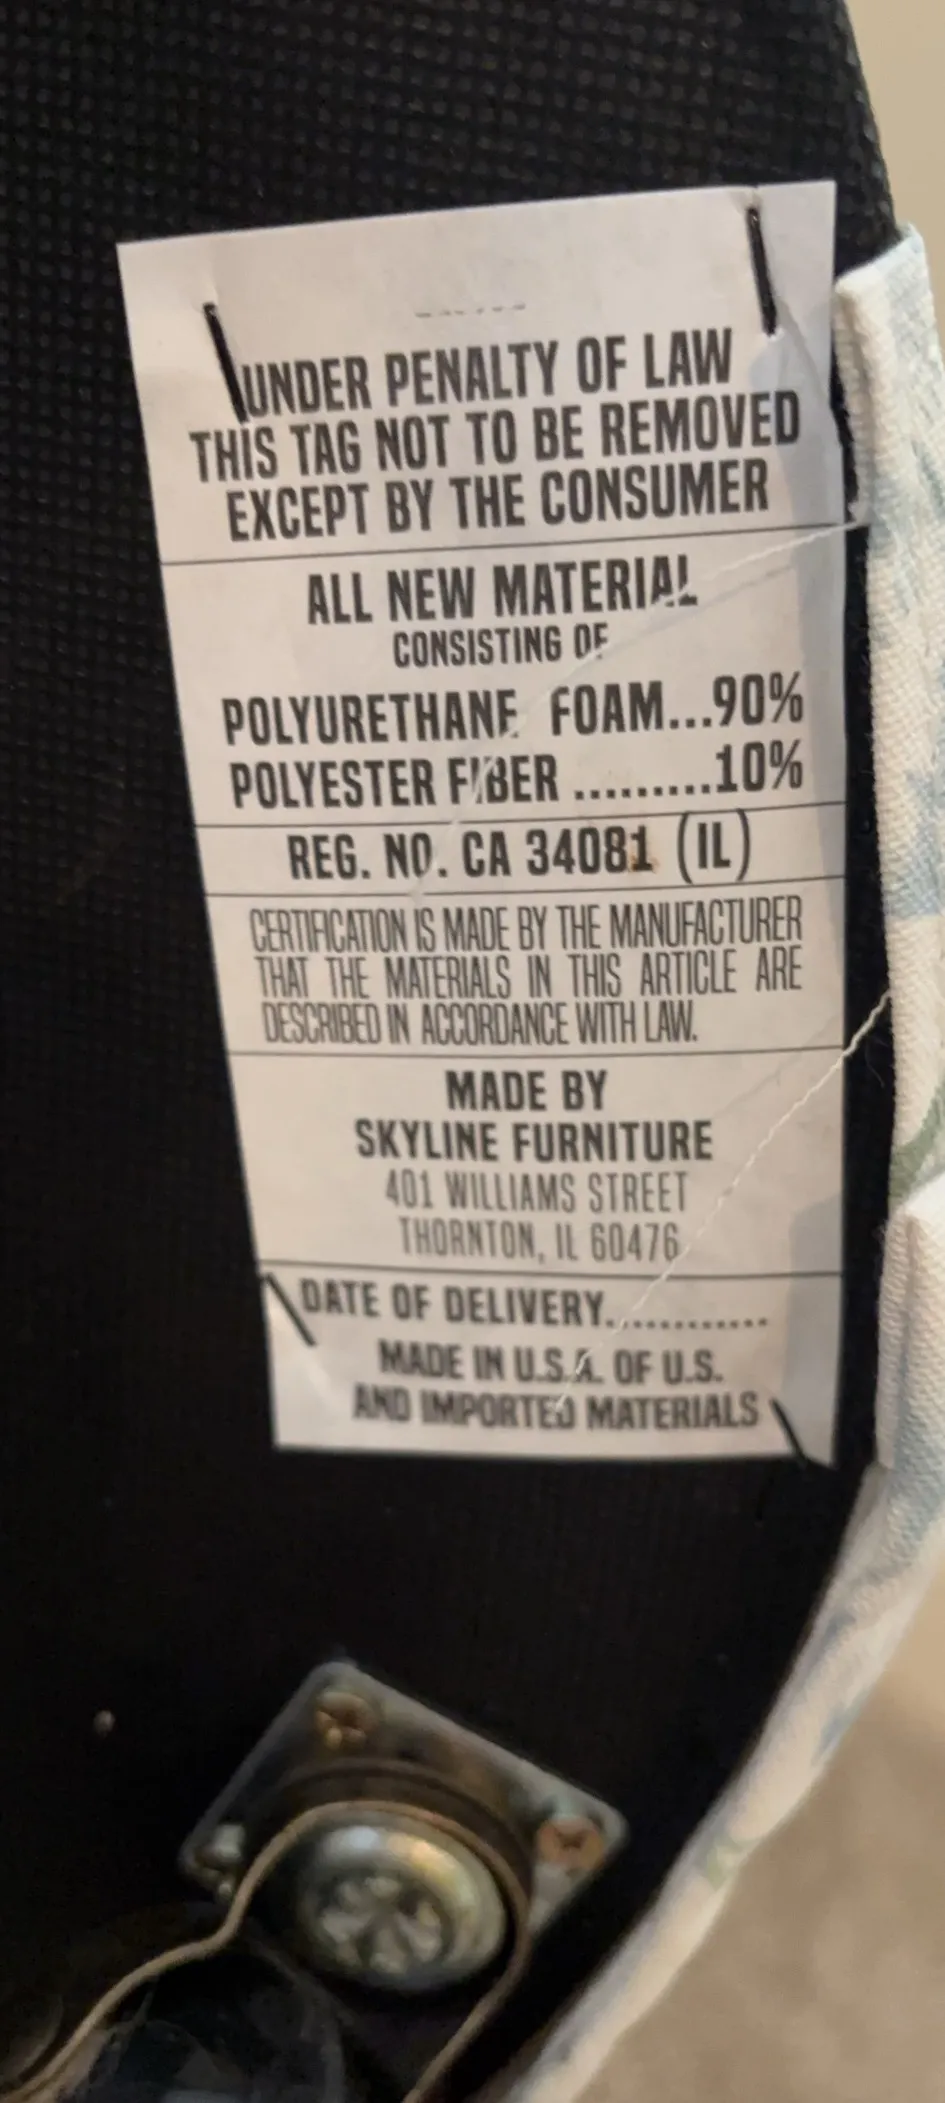 UNDER PENALTY OF LAW
THIS TAG NOT TO BE REMOVED
EXCEPT BY THE CONSUMER
ALL NEW MATERIAL
CONSISTING OF
POLYURETHANE FOAM...90%
POLYESTER FIBER .........10%
REG. NO. CA 34081 (IL)
CERTIFICATION IS MADE BY THE MANUFACTURER
THAT THE MATERIALS IN THIS ARTICLE ARE
DESCRIBED IN ACCORDANCE WITH LAW.
MADE BY
SKYLINE FURNITURE
401 WILLIAMS STREET
THORNTON, IL 60476
DATE OF DELIVERY.............
MADE IN U.S.A. OF U.S.
AND IMPORTED MATERIALS